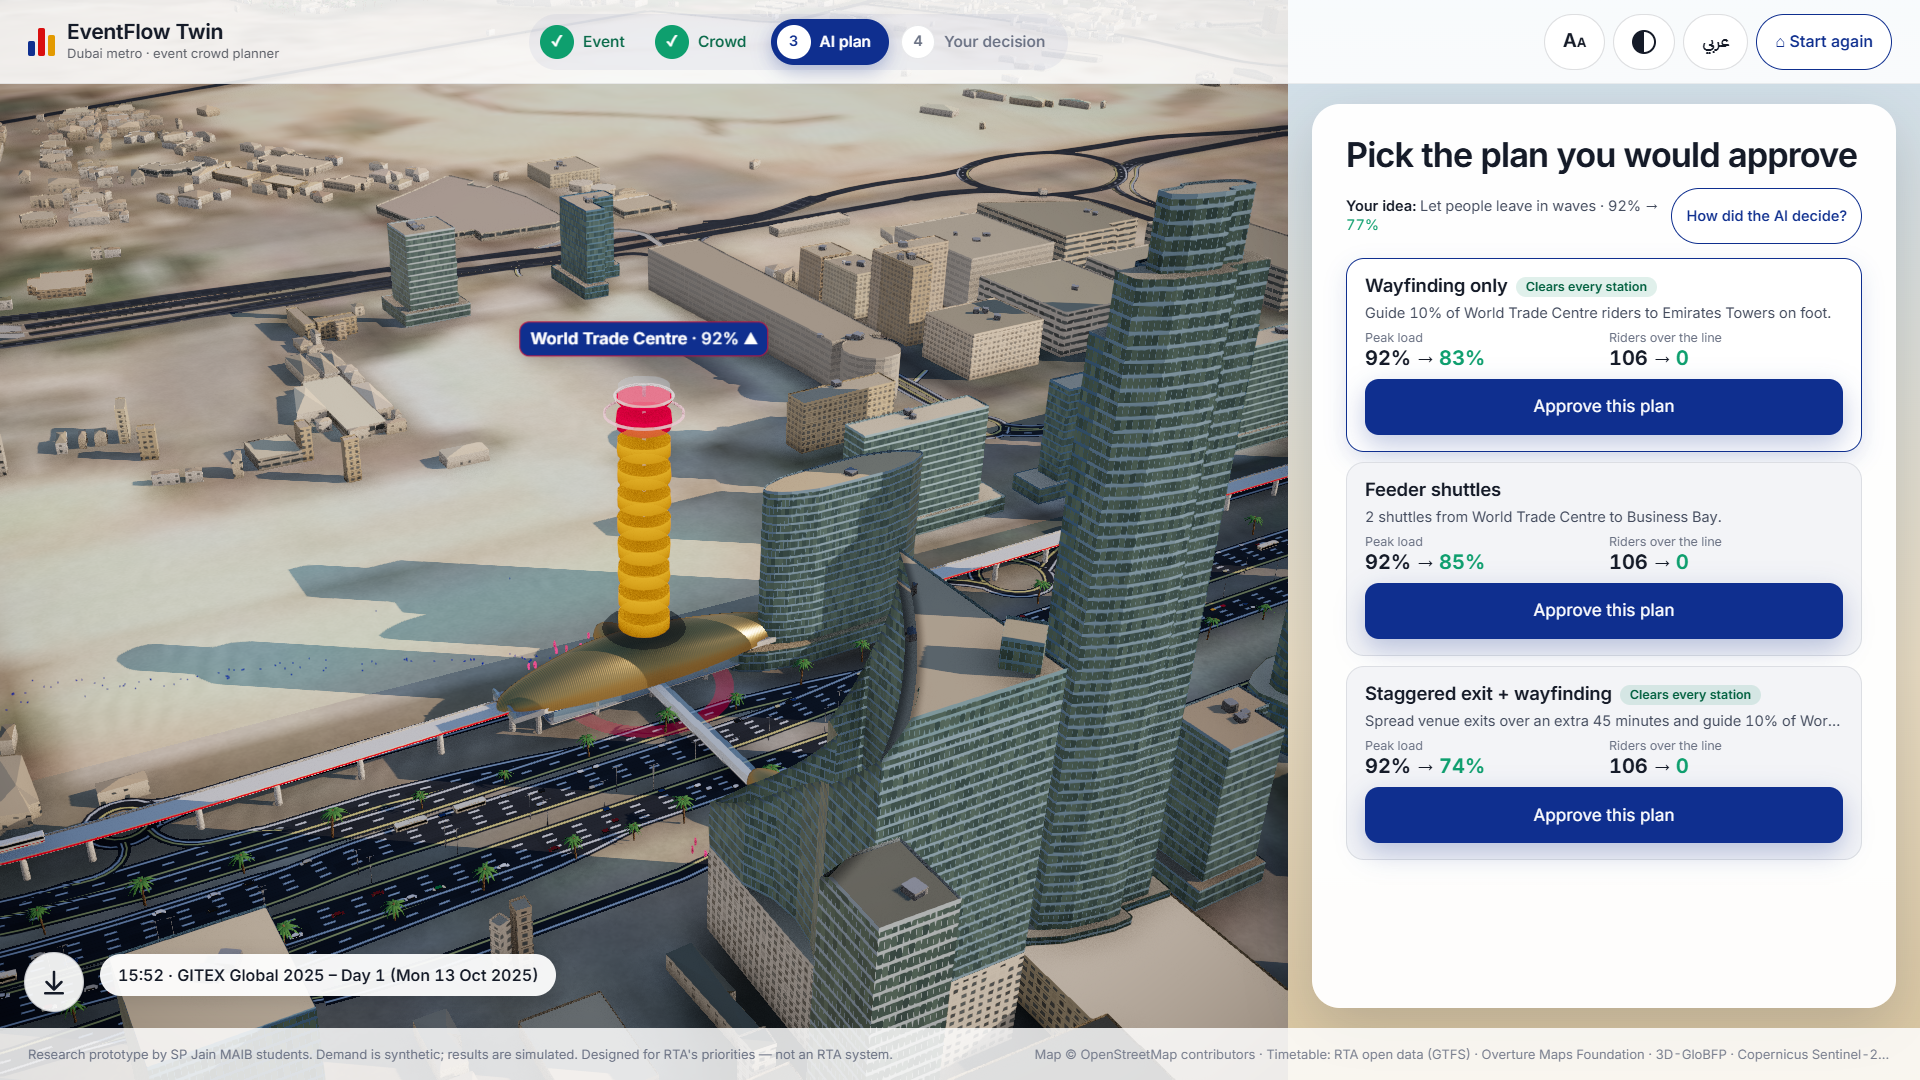 EventFlow Twin
Dubai metro · event crowd planner
Event
Crowd
3 AI plan
4 Your decision
AA
عربي
⌂ Start again
World Trade Centre · 92% ▲
15:52 · GITEX Global 2025 – Day 1 (Mon 13 Oct 2025)
Pick the plan you would approve
Your idea: Let people leave in waves · 92% →
77%
How did the AI decide?
Wayfinding only Clears every station
Guide 10% of World Trade Centre riders to Emirates Towers on foot.
Peak load Riders over the line
92% → 83% 106 → 0
Approve this plan
Feeder shuttles
2 shuttles from World Trade Centre to Business Bay.
Peak load Riders over the line
92% → 85% 106 → 0
Approve this plan
Staggered exit + wayfinding Clears every station
Spread venue exits over an extra 45 minutes and guide 10% of Wor...
Peak load Riders over the line
92% → 74% 106 → 0
Approve this plan
Research prototype by SP Jain MAIB students. Demand is synthetic; results are simulated. Designed for RTA's priorities — not an RTA system.
Map © OpenStreetMap contributors · Timetable: RTA open data (GTFS) · Overture Maps Foundation · 3D-GloBFP · Copernicus Sentinel-2...